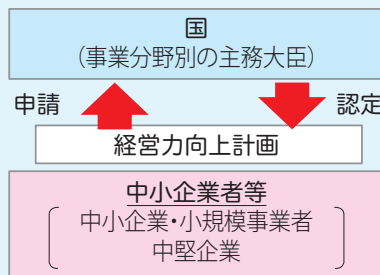 国
（事業分野別の主務大臣）
申請
認定
経営力向上計画
中小企業者等
中小企業・小規模事業者
中堅企業